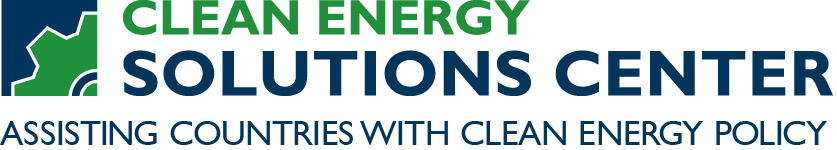 CLEAN ENERGY
SOLUTIONS CENTER
ASSISTING COUNTRIES WITH CLEAN ENERGY POLICY